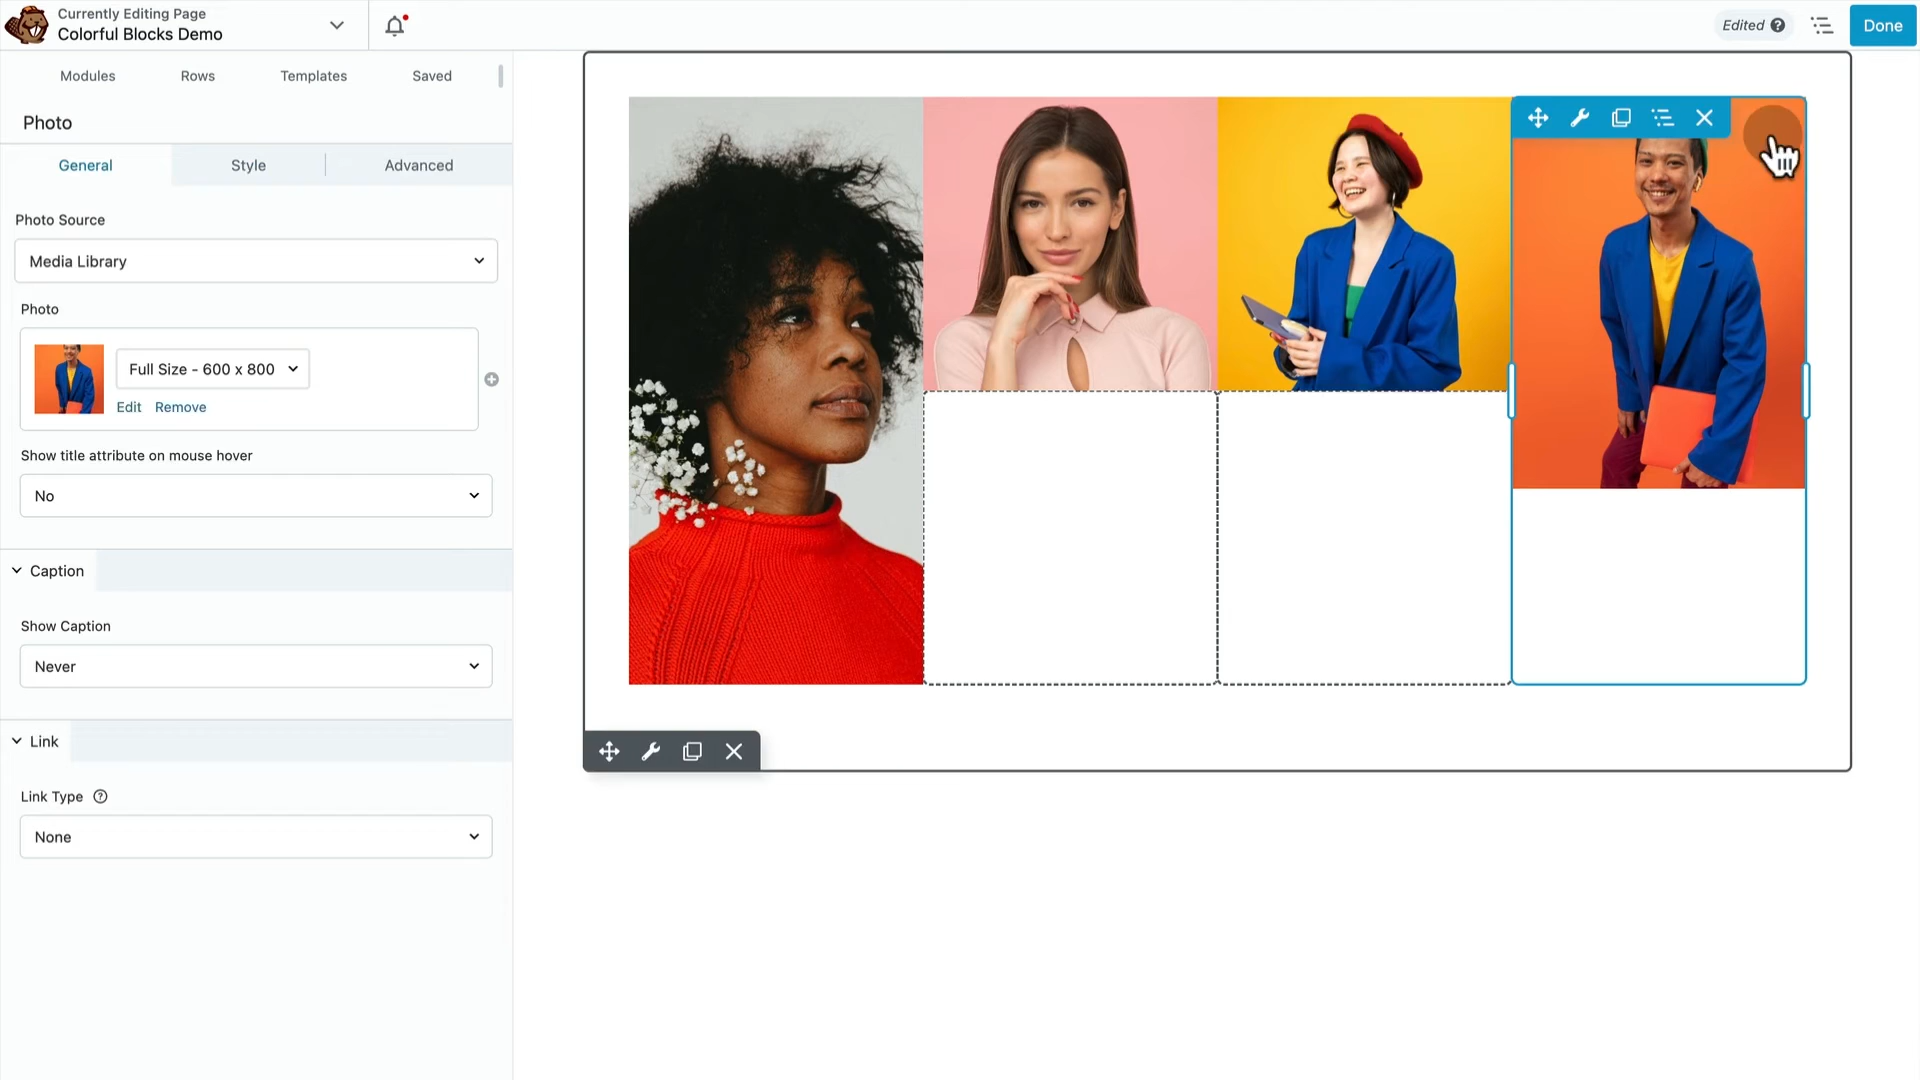 Currently Editing Page
Colorful Blocks Demo
Edited
Done
Modules
Rows
Templates
Saved
Photo
General
Style
Advanced
Photo Source
Media Library
Photo
Full Size - 600 x 800
Edit
Remove
Show title attribute on mouse hover
No
Caption
Show Caption
Never
Link
Link Type
None